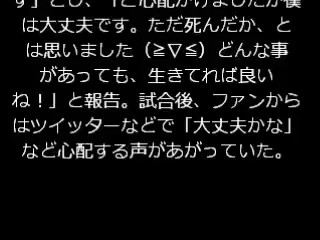 す」とし、「ご心配かけましたが僕
は大丈夫です。ただ死んだか、と
は思いました（≧∇≦）どんな事
があっても、生きてれば良い
ね！」と報告。試合後、ファンから
はツイッターなどで「大丈夫かな」
など心配する声があがっていた。